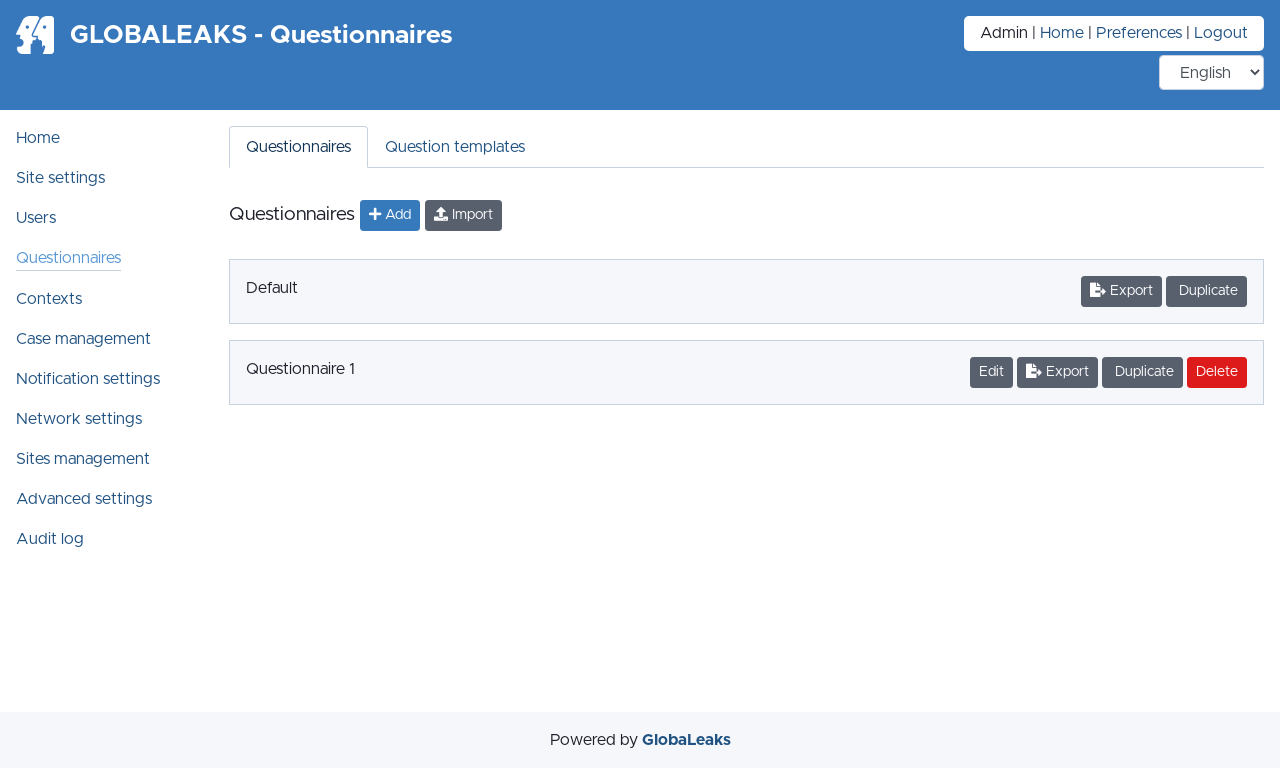 GLOBALEAKS - Questionnaires
Admin | Home | Preferences | Logout
English
Home
Site settings
Users
Questionnaires
Contexts
Case management
Notification settings
Network settings
Sites management
Advanced settings
Audit log
Questionnaires Question templates
Questionnaires Add Import
Default Export Duplicate
Questionnaire 1 Edit Export Duplicate Delete
Powered by GlobaLeaks